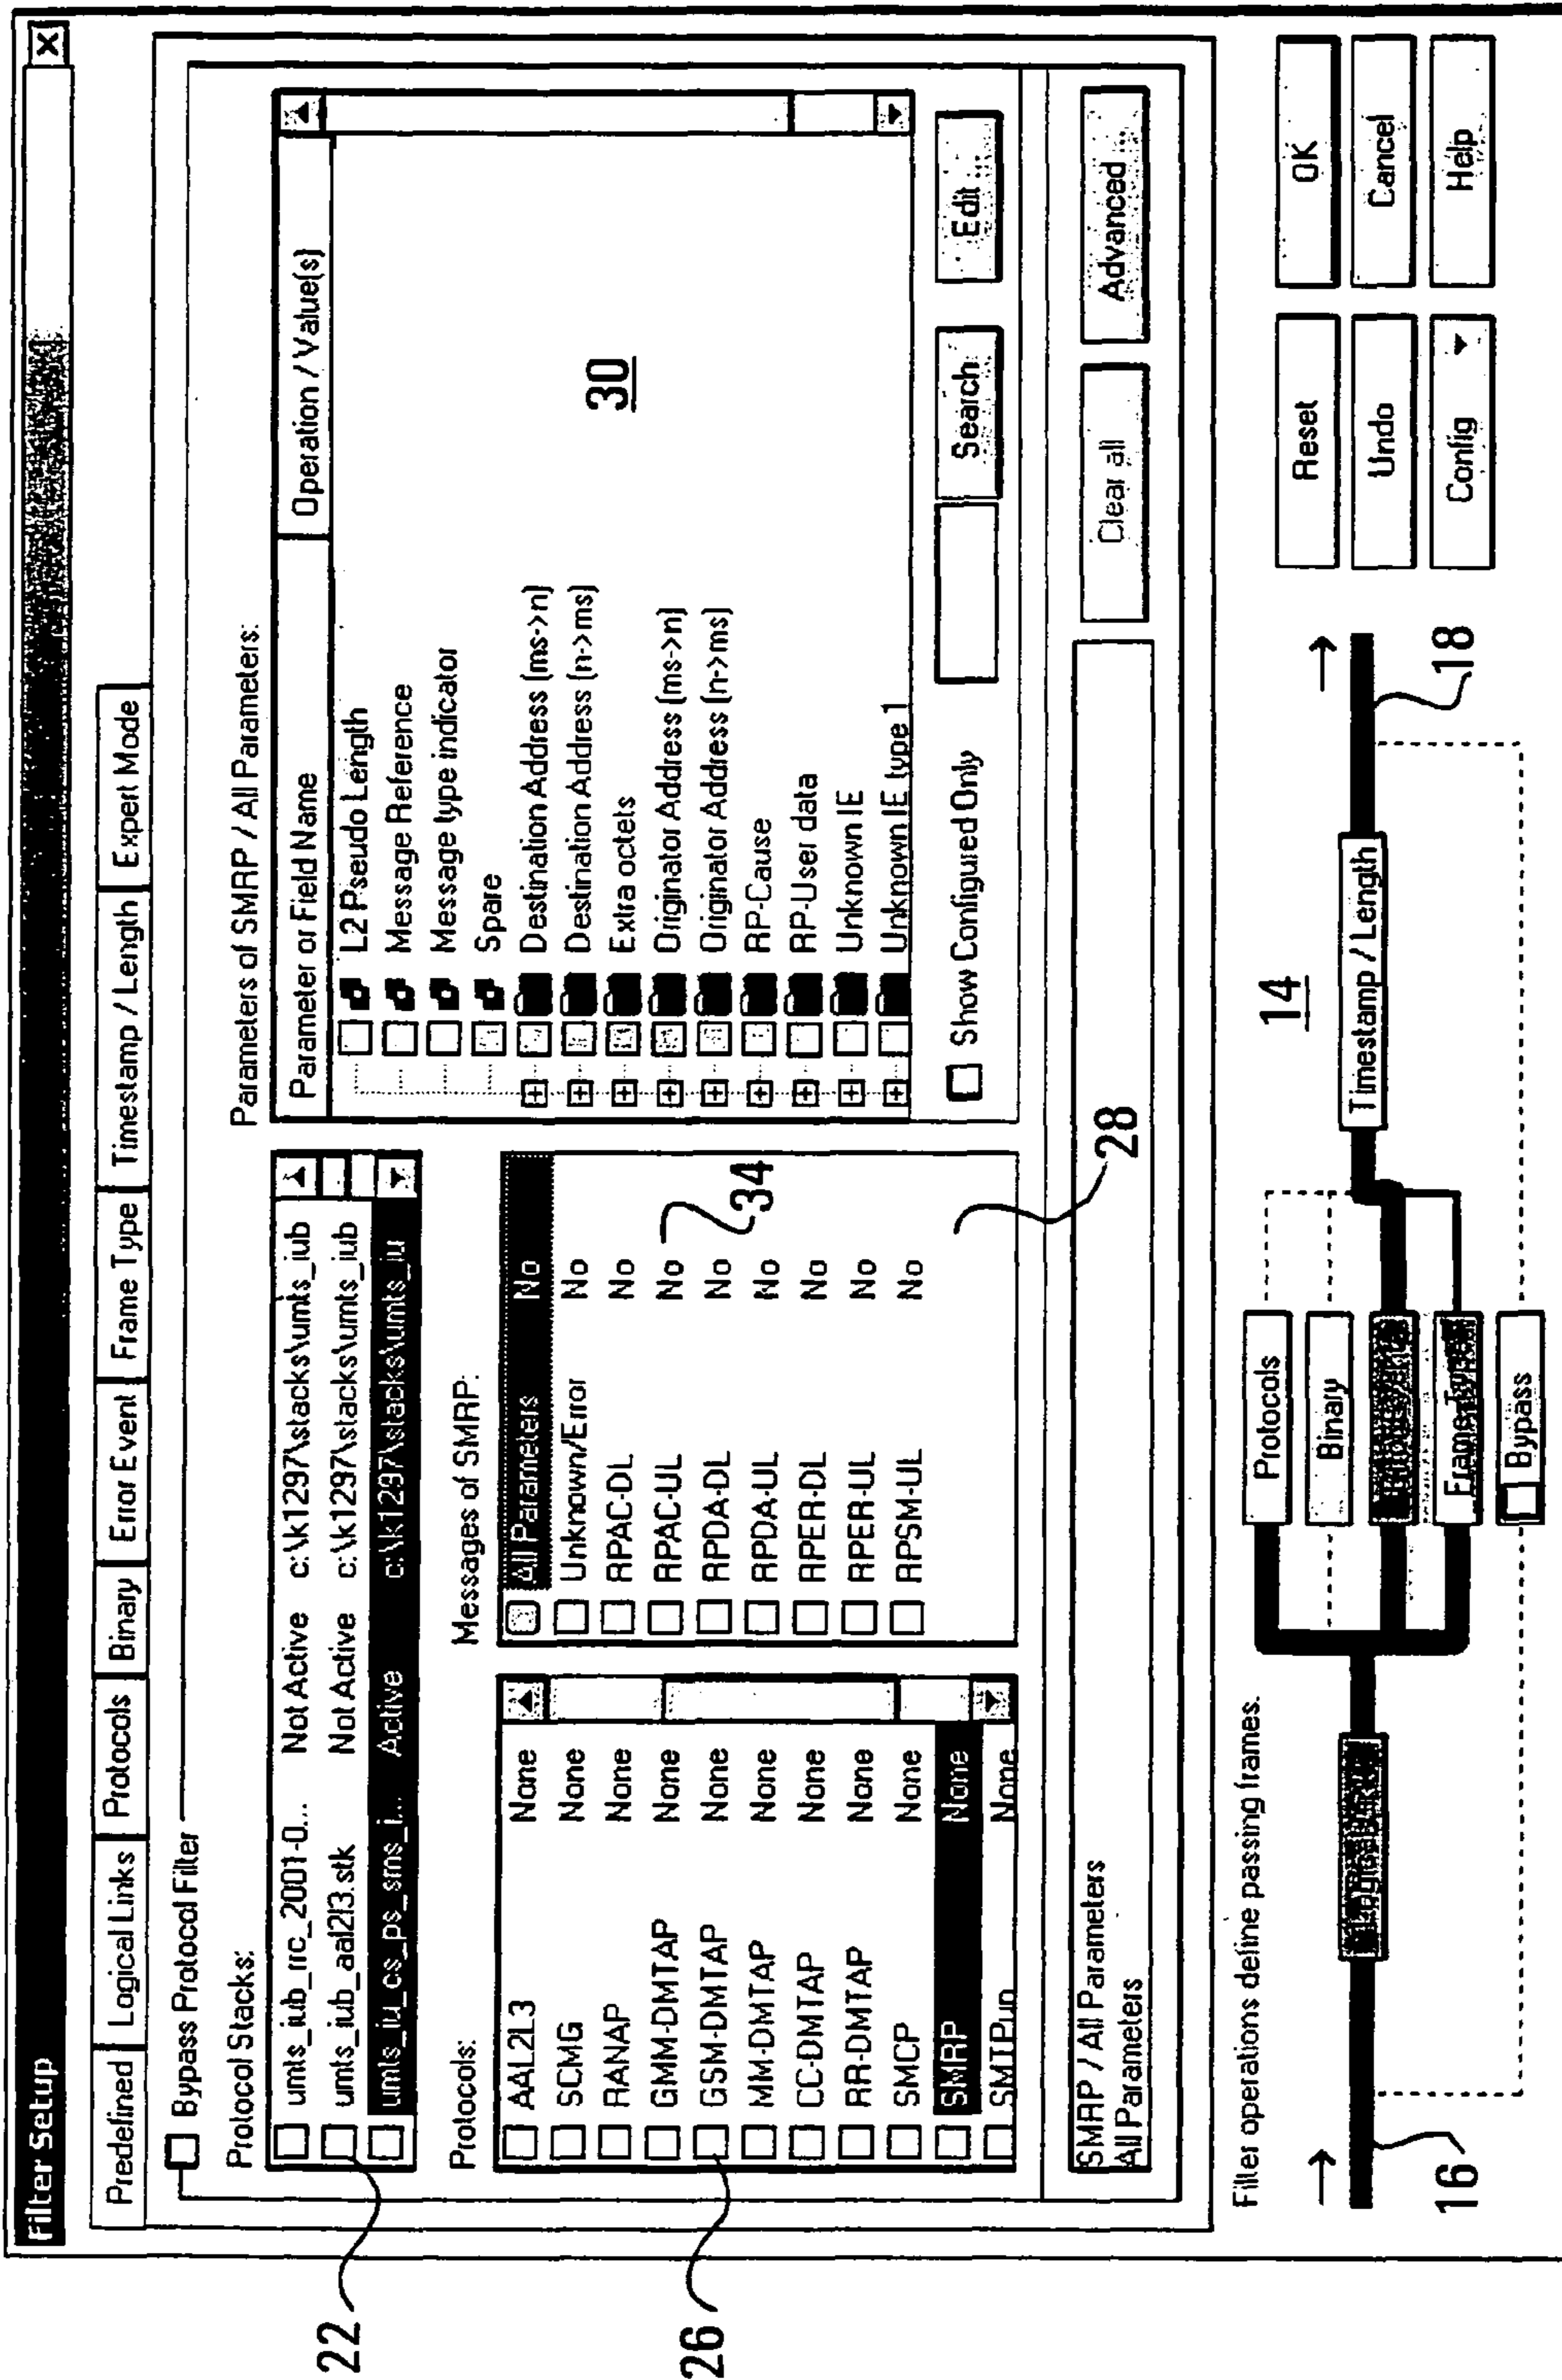 Filter Setup
X
Predefined
Logical Links
Protocols
Binary
Error Event
Frame Type
Timestamp / Length
Expert Mode
Bypass Protocol Filter
Protocol Stacks:
umts_iub_rrc_2001-0... Not Active c:\k1297\stacks\umts_iub
umts_iub_aal2l3.stk Not Active c:\k1297\stacks\umts_iub
umts_iu_cs_ps_sms_i... Active c:\k1297\stacks\umts_iu
22
Protocols:
AAL2L3 None
SCMG None
RANAP None
GMM-DMTAP None
GSM-DMTAP None
MM-DMTAP None
CC-DMTAP None
RR-DMTAP None
SMCP None
SMRP None
SMTPup None
26
Messages of SMRP:
All Parameters No
Unknown/Error No
RPAC-DL No
RPAC-UL No
RPDA-DL No
RPDA-UL No
RPER-DL No
RPER-UL No
RPSM-UL No
34
28
Parameters of SMRP / All Parameters:
Parameter or Field Name Operation / Value(s)
L2 Pseudo Length
Message Reference
Message type indicator
Spare
Destination Address (ms->n)
Destination Address (n->ms)
Extra octets
Originator Address (ms->n)
Originator Address (n->ms)
RP-Cause
RP-User data
Unknown IE
Unknown IE type 1
30
Show Configured Only
Search
Edit ...
SMRP / All Parameters
All Parameters
Clear all
Advanced ...
Filter operations define passing frames.
16
Protocols
Binary
Frame Type
Bypass
14
Timestamp / Length
18
Reset
OK
Undo
Cancel
Config
Help